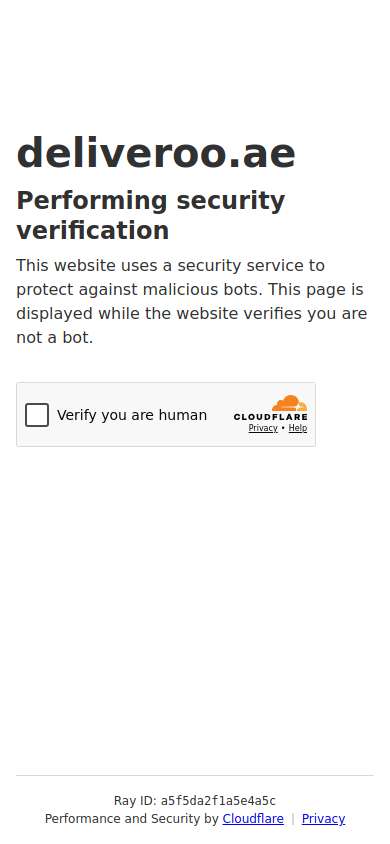 deliveroo.ae
Performing security
verification
This website uses a security service to
protect against malicious bots. This page is
displayed while the website verifies you are
not a bot.
Verify you are human
CLOUDFLARE
Privacy • Help
Ray ID: a5f5da2f1a5e4a5c
Performance and Security by Cloudflare | Privacy